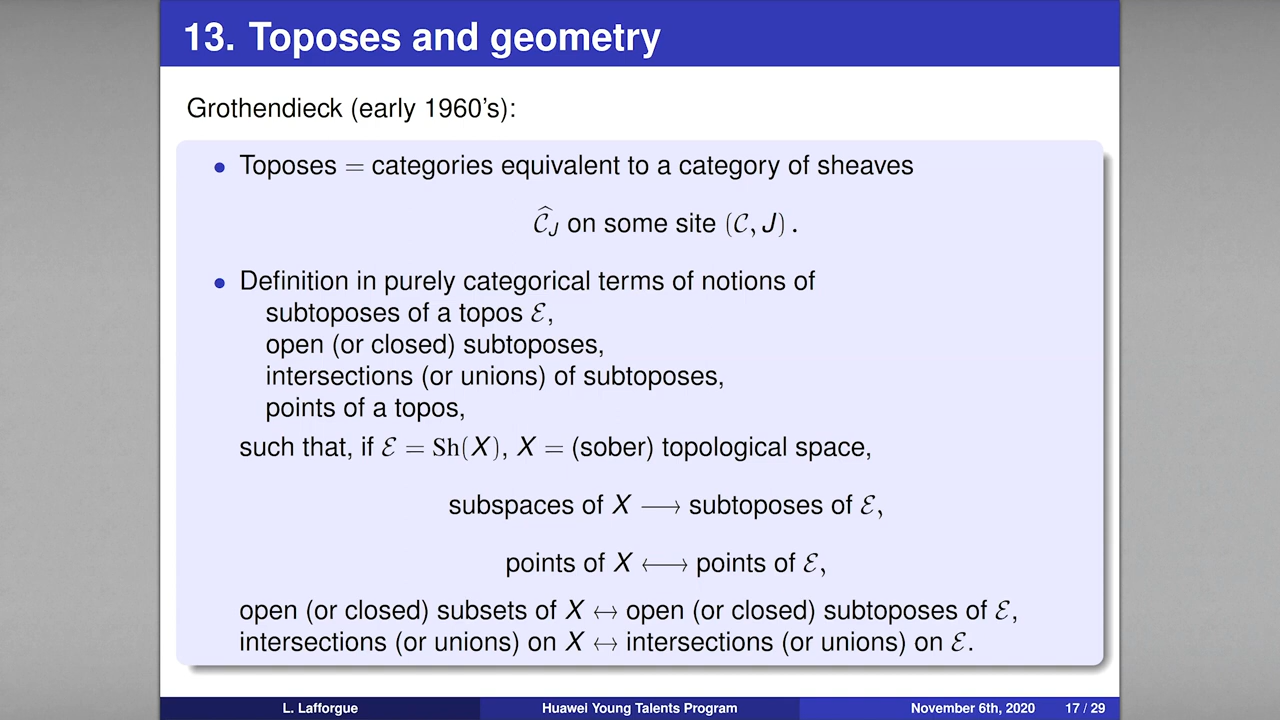 13. Toposes and geometry
Grothendieck (early 1960's):
• Toposes = categories equivalent to a category of sheaves
$\widehat{\mathcal{C}}_J$ on some site $(\mathcal{C}, J)$.
• Definition in purely categorical terms of notions of
subtoposes of a topos ℰ,
open (or closed) subtoposes,
intersections (or unions) of subtoposes,
points of a topos,
such that, if ℰ = Sh(X), X = (sober) topological space,
subspaces of X ⟶ subtoposes of ℰ,
points of X ⟷ points of ℰ,
open (or closed) subsets of X ↔ open (or closed) subtoposes of ℰ,
intersections (or unions) on X ↔ intersections (or unions) on ℰ.
L. Lafforgue Huawei Young Talents Program November 6th, 2020 17 / 29